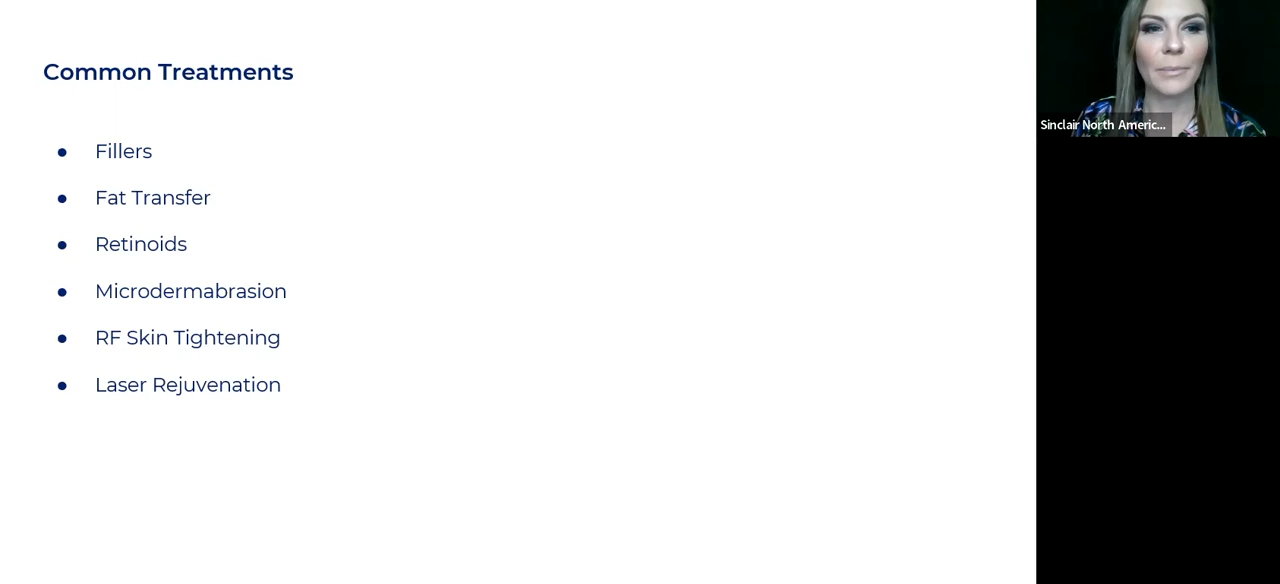 Common Treatments
● Fillers
● Fat Transfer
● Retinoids
● Microdermabrasion
● RF Skin Tightening
● Laser Rejuvenation
Sinclair North Americ...